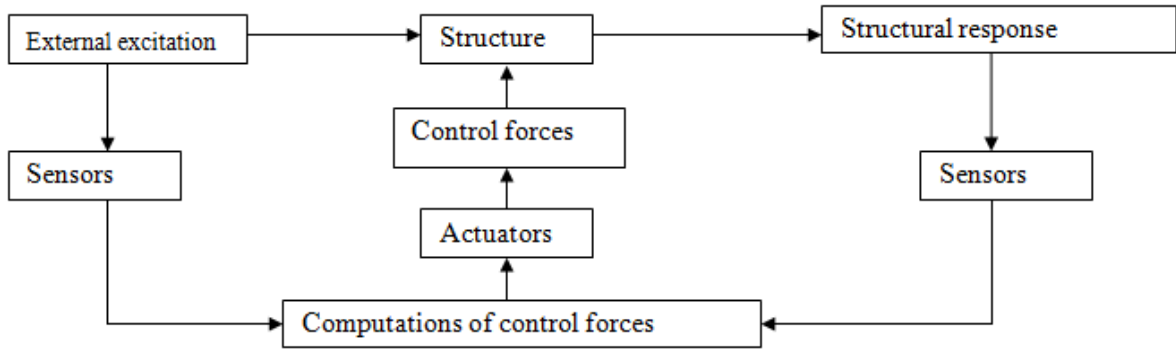 External excitation
Structure
Structural response
Control forces
Sensors
Sensors
Actuators
Computations of control forces